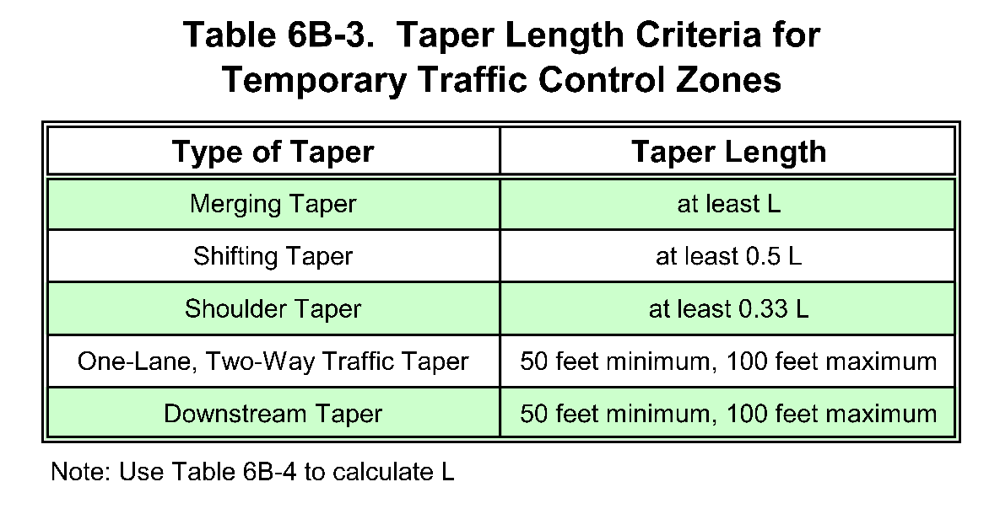 Table 6B-3. Taper Length Criteria for
Temporary Traffic Control Zones
Type of Taper Taper Length
Merging Taper at least L
Shifting Taper at least 0.5 L
Shoulder Taper at least 0.33 L
One-Lane, Two-Way Traffic Taper 50 feet minimum, 100 feet maximum
Downstream Taper 50 feet minimum, 100 feet maximum
Note: Use Table 6B-4 to calculate L